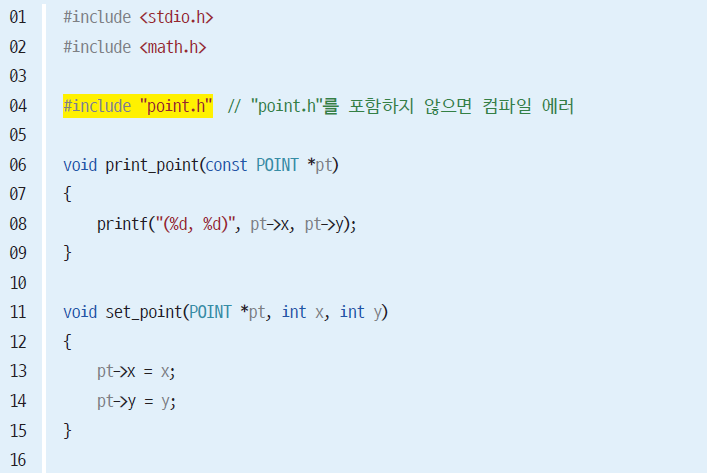 01 #include <stdio.h>
02 #include <math.h>
03
04 #include "point.h" // "point.h"를 포함하지 않으면 컴파일 에러
05
06 void print_point(const POINT *pt)
07 {
08     printf("(%d, %d)", pt->x, pt->y);
09 }
10
11 void set_point(POINT *pt, int x, int y)
12 {
13     pt->x = x;
14     pt->y = y;
15 }
16